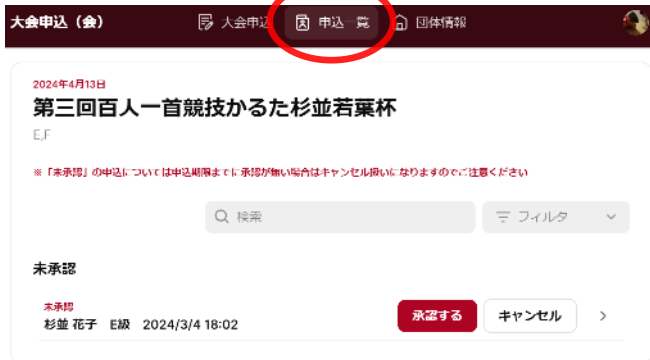 大会申込（会） 大会申込 申込一覧 団体情報
2024年4月13日
第三回百人一首競技かるた杉並若葉杯
E,F
※「未承認」の申込については申込期限までに承認が無い場合はキャンセル扱いになりますのでご注意ください
検索 フィルタ
未承認
未承認
杉並 花子 E級 2024/3/4 18:02
承認する キャンセル